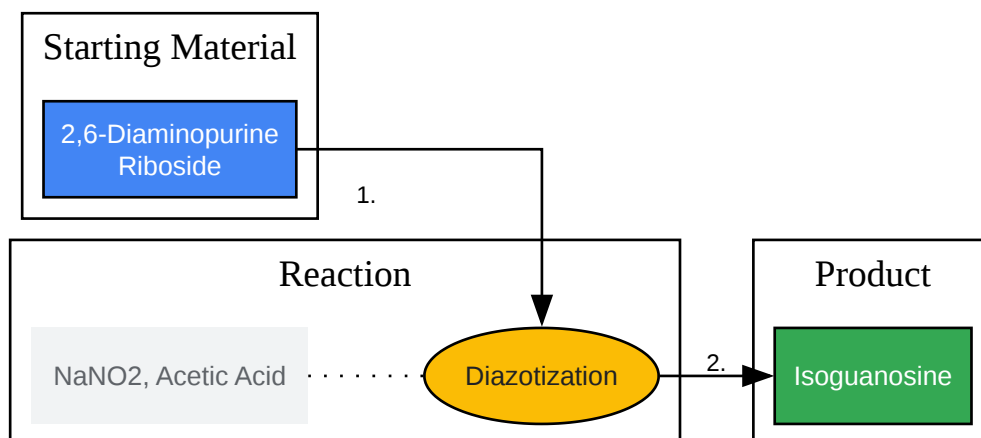 Starting Material
2,6-Diaminopurine
Riboside
1.
Reaction
Product
NaNO2, Acetic Acid
Diazotization
2.
Isoguanosine